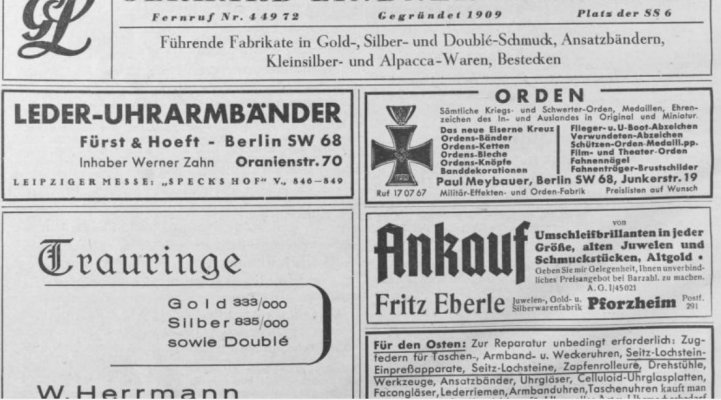 GL
Fernruf Nr. 44972 Gegründet 1909 Platz der SS 6
Führende Fabrikate in Gold-, Silber- und Doublé-Schmuck, Ansatzbändern,
Kleinsilber- und Alpacca-Waren, Bestecken
LEDER-UHRARMBÄNDER
Fürst & Hoeft - Berlin SW 68
Inhaber Werner Zahn Oranienstr. 70
LEIPZIGER MESSE: „SPECKS HOF“ V., 846-849
Trauringe
Gold 333/000
Silber 835/000
sowie Doublé
W. Herrmann
ORDEN
Sämtliche Kriegs- und Schwerter-Orden, Medaillen, Ehren-
zeichen des In- und Auslandes in Original und Miniatur.
Das neue Eiserne Kreuz
Ordens-Bänder
Ordens-Ketten
Ordens-Bleche
Ordens-Knöpfe
Banddekorationen
Flieger- u. U-Boot-Abzeichen
Verwundeten-Abzeichen
Schützen-Orden-Medaill.pp.
Film- und Theater-Orden
Fahnennägel
Fahnenträger-Brustschilder
Paul Meybauer, Berlin SW 68, Junkerstr. 19
Ruf 17 07 67 Militär-Effekten- und Orden-Fabrik Preislisten auf Wunsch
Ankauf
von
Umschleifbrillanten in jeder
Größe, alten Juwelen und
Schmuckstücken, Altgold •
Geben Sie mir Gelegenheit, Ihnen unverbind-
liches Preisangebot bei Barzahl. zu machen.
A. G. I/45021
Fritz Eberle Juwelen-, Gold- u. Silberwarenfabrik Pforzheim Postf. 291
Für den Osten: Zur Reparatur unbedingt erforderlich: Zug-
federn für Taschen-, Armband- u. Weckeruhren, Seitz-Lochstein-
Einpreßapparate, Seitz-Lochsteine, Zapfenrolleure, Drehstühle,
Werkzeuge, Ansatzbänder, Uhrgläser, Celluloid-Uhrglasplatten,
Facongläser, Lederriemen, Armbanduhren, Taschenuhren kauft man